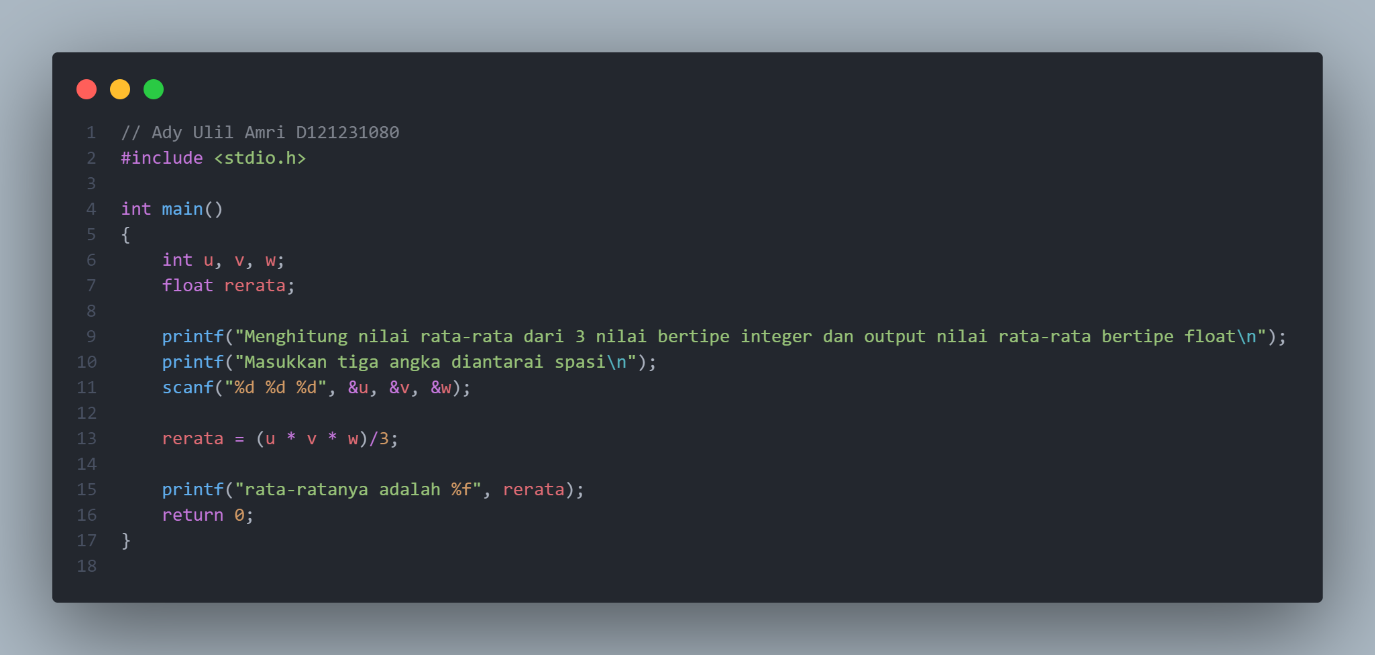 1 // Ady Ulil Amri D121231080
2 #include <stdio.h>
3
4 int main()
5 {
6     int u, v, w;
7     float rerata;
8
9     printf("Menghitung nilai rata-rata dari 3 nilai bertipe integer dan output nilai rata-rata bertipe float\n");
10     printf("Masukkan tiga angka diantarai spasi\n");
11     scanf("%d %d %d", &u, &v, &w);
12
13     rerata = (u * v * w)/3;
14
15     printf("rata-ratanya adalah %f", rerata);
16     return 0;
17 }
18